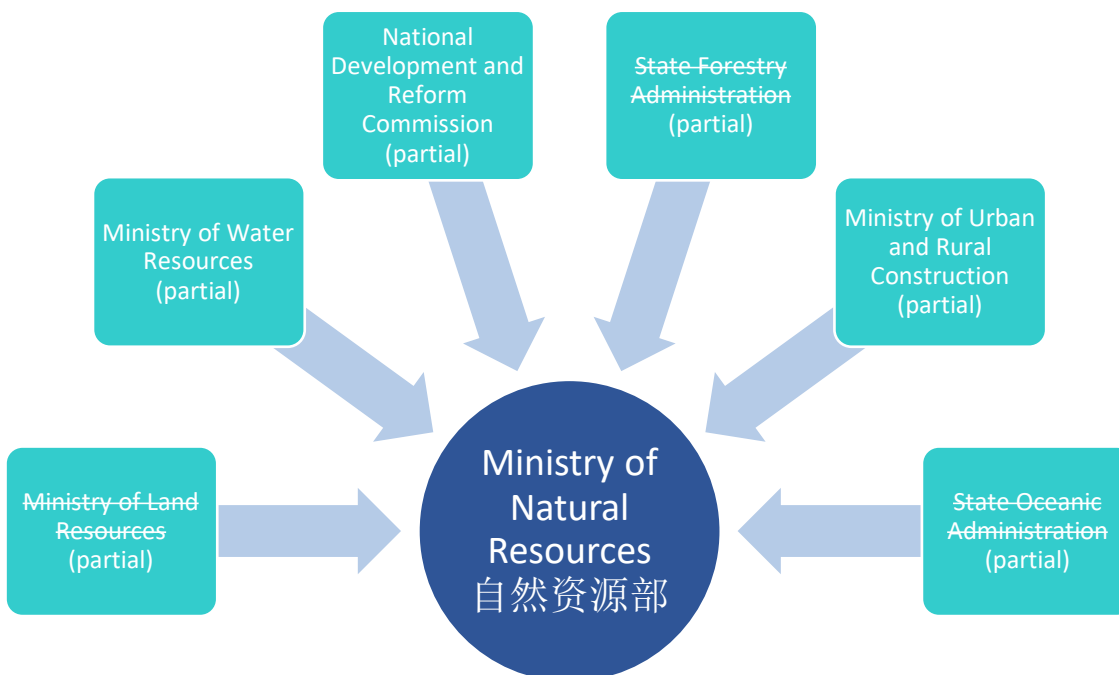 National
Development and
Reform
Commission
(partial)
State Forestry
Administration
(partial)
Ministry of Water
Resources
(partial)
Ministry of Urban
and Rural
Construction
(partial)
Ministry of Land
Resources
(partial)
Ministry of
Natural
Resources
自然资源部
State Oceanic
Administration
(partial)